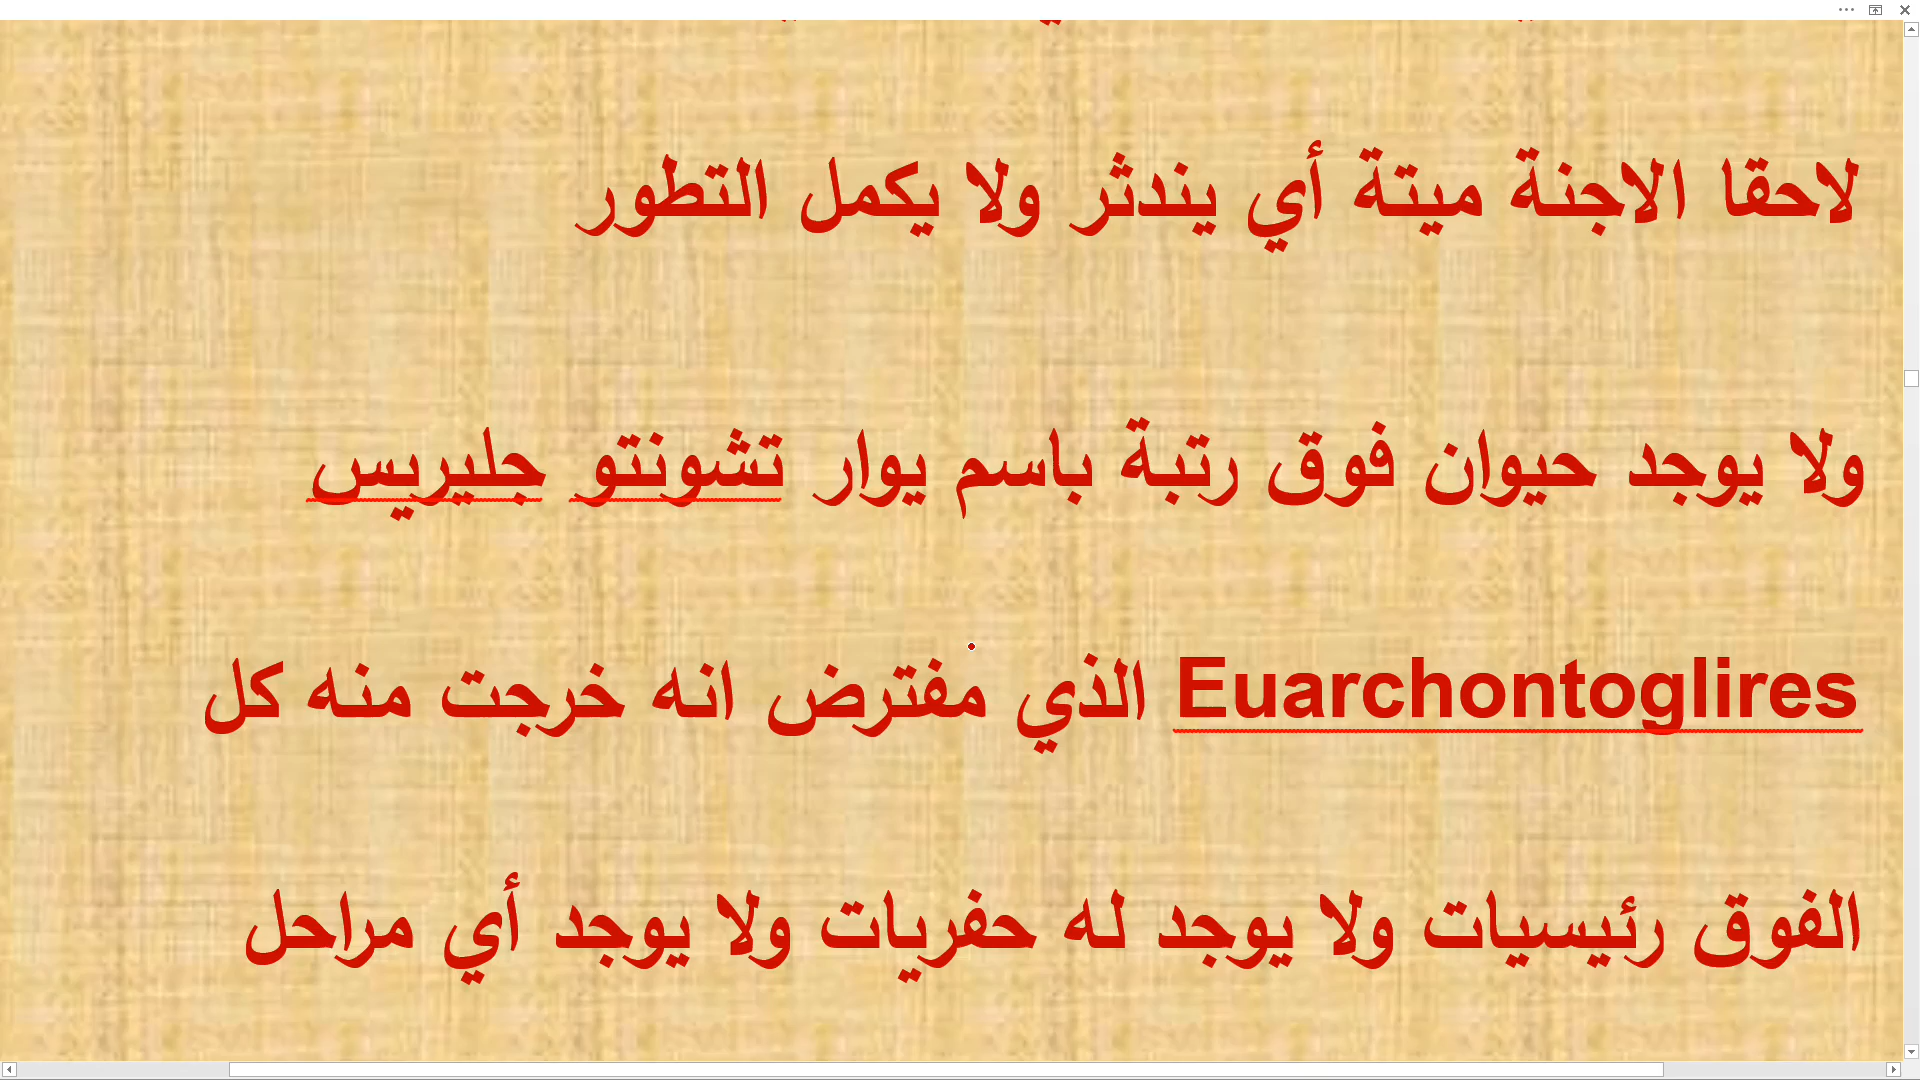 لاحقا الاجنة ميتة أي يندثر ولا يكمل التطور
ولا يوجد حيوان فوق رتبة باسم يوار تشونتو جليريس
Euarchontoglires الذي مفترض انه خرجت منه كل
الفوق رئيسيات ولا يوجد له حفريات ولا يوجد أي مراحل